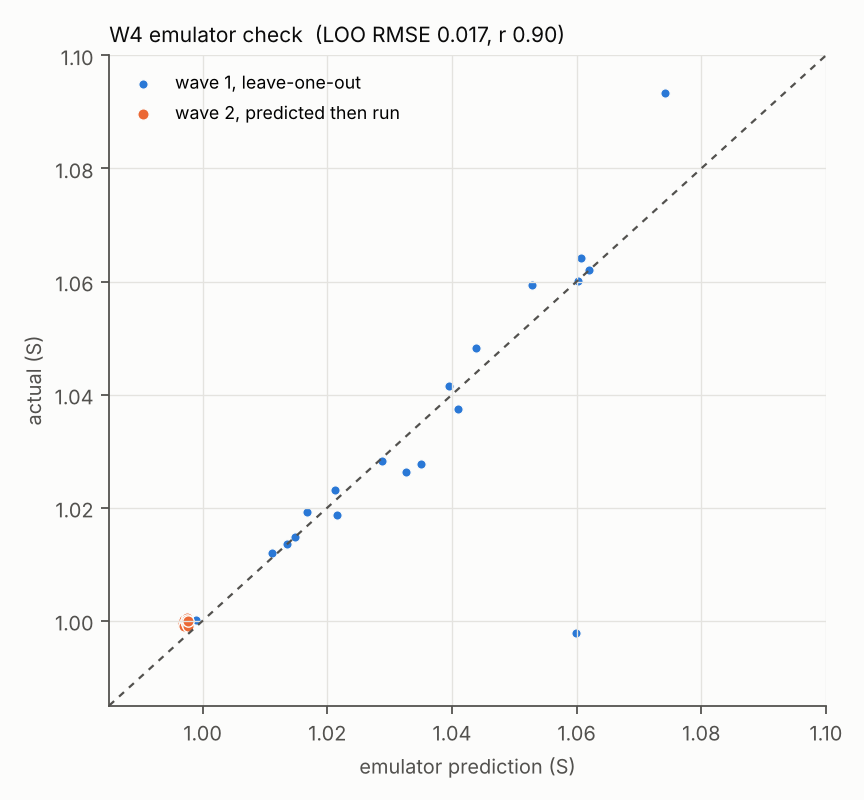 W4 emulator check (LOO RMSE 0.017, r 0.90)
wave 1, leave-one-out
wave 2, predicted then run
actual (S)
1.10
1.08
1.06
1.04
1.02
1.00
1.00 1.02 1.04 1.06 1.08 1.10
emulator prediction (S)